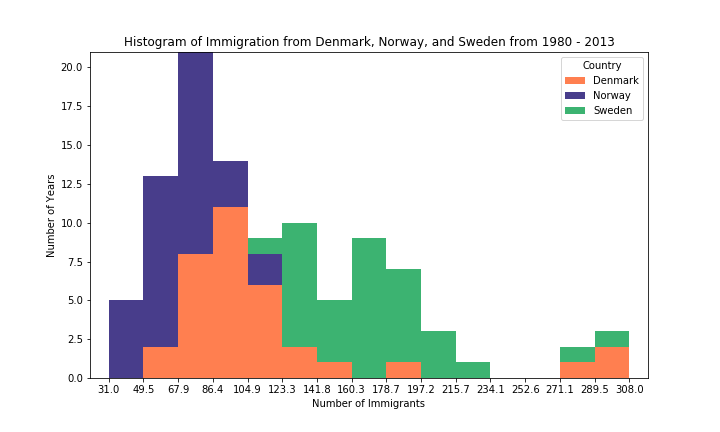 Histogram of Immigration from Denmark, Norway, and Sweden from 1980 - 2013
Country
Denmark
Norway
Sweden
20.0
17.5
15.0
12.5
10.0
7.5
5.0
2.5
0.0
Number of Years
31.0 49.5 67.9 86.4 104.9 123.3 141.8 160.3 178.7 197.2 215.7 234.1 252.6 271.1 289.5 308.0
Number of Immigrants